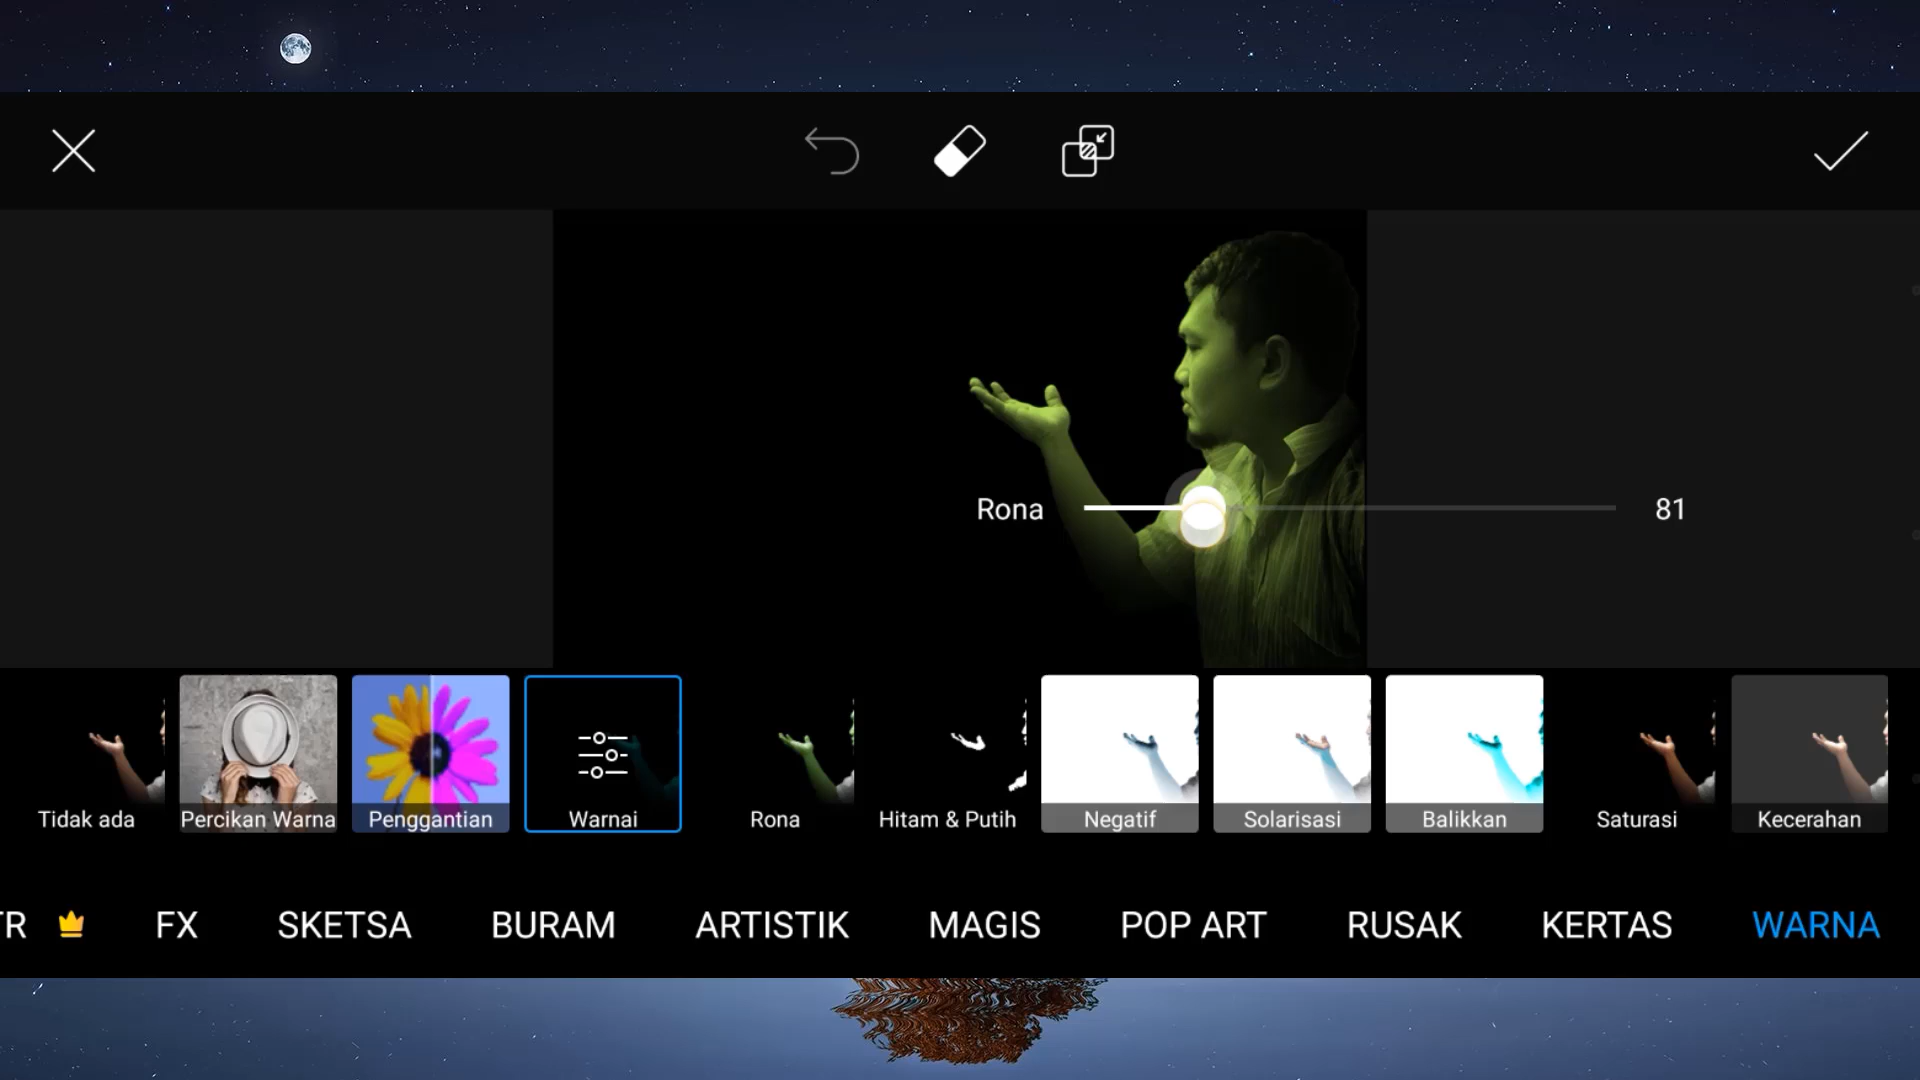 Rona 81
Tidak ada
Percikan Warna
Penggantian
Warnai
Rona
Hitam & Putih
Negatif
Solarisasi
Balikkan
Saturasi
Kecerahan
TR FX SKETSA BURAM ARTISTIK MAGIS POP ART RUSAK KERTAS WARNA